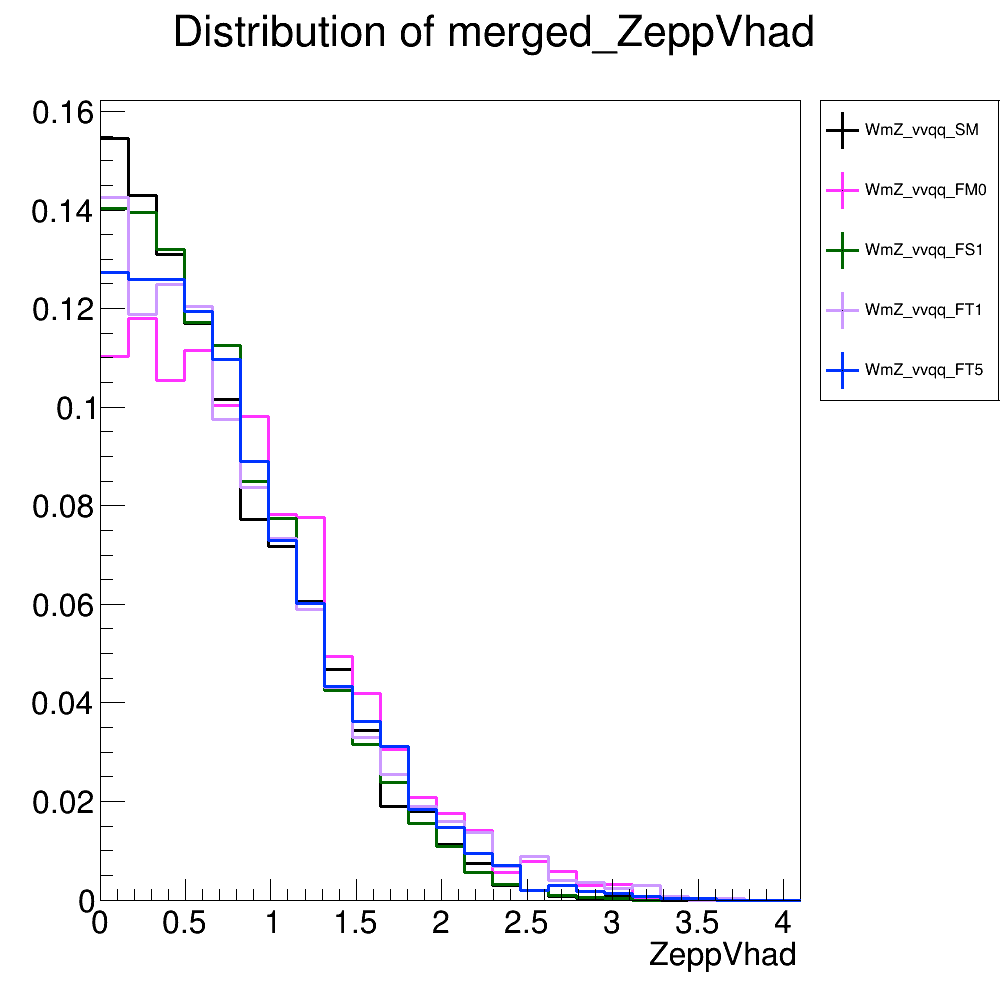 Distribution of merged_ZeppVhad
0.16
0.14
0.12
0.1
0.08
0.06
0.04
0.02
0
0 0.5 1 1.5 2 2.5 3 3.5 4
ZeppVhad
WmZ_vvqq_SM
WmZ_vvqq_FM0
WmZ_vvqq_FS1
WmZ_vvqq_FT1
WmZ_vvqq_FT5